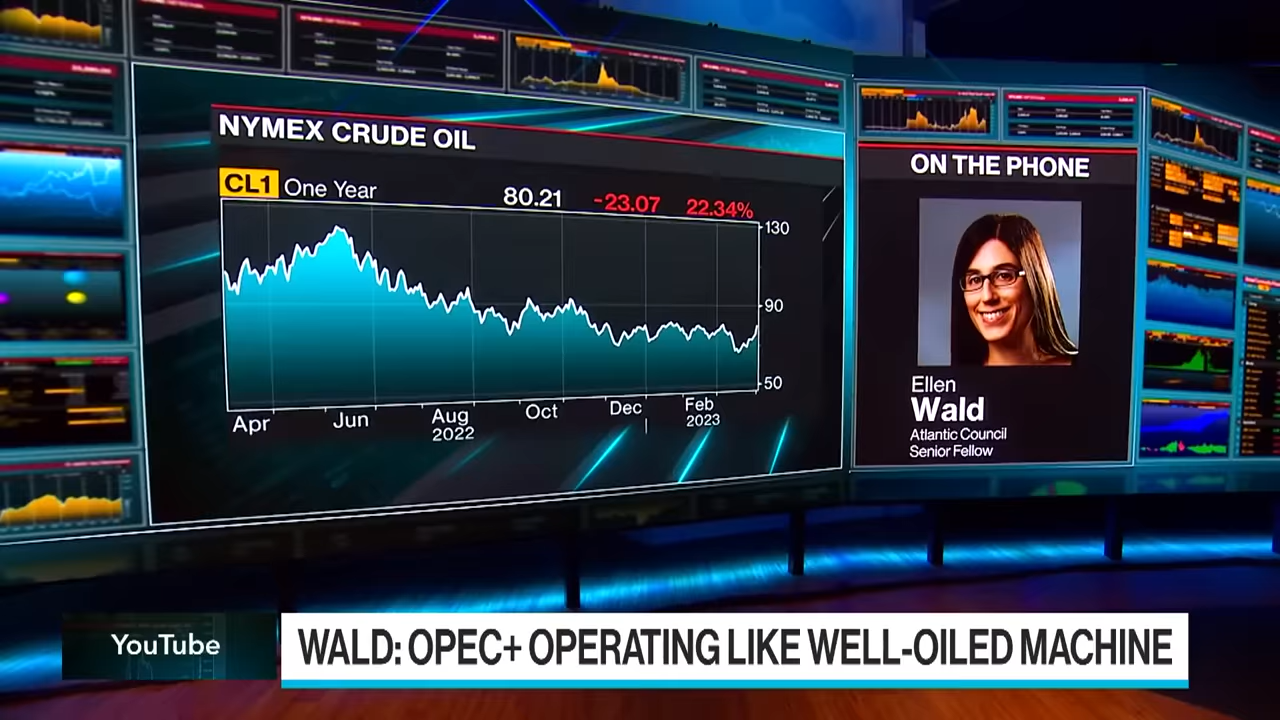 NYMEX CRUDE OIL
CL1 One Year 80.21 -23.07 22.34%
130
90
50
Apr Jun Aug Oct Dec Feb
2022 2023
ON THE PHONE
Ellen
Wald
Atlantic Council
Senior Fellow
YouTube
WALD: OPEC+ OPERATING LIKE WELL-OILED MACHINE